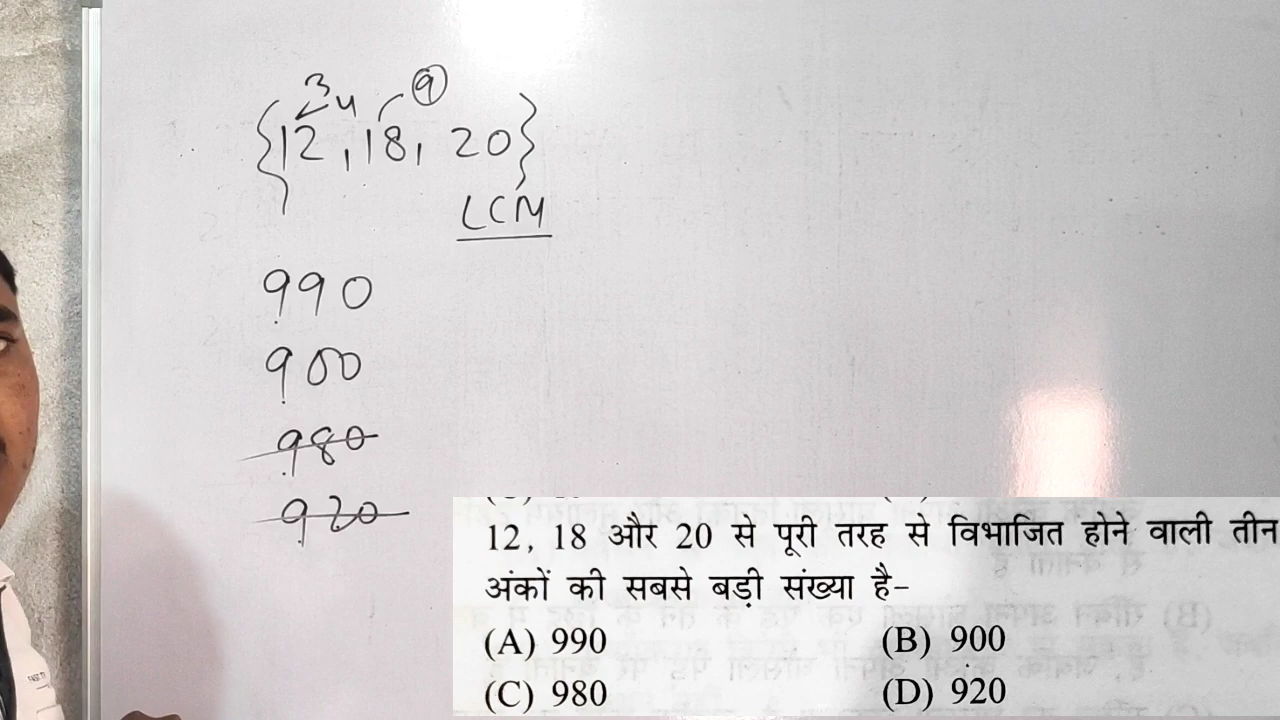 3 4 9
{12, 18, 20}
LCM
990
900
980
920
12, 18 और 20 से पूरी तरह से विभाजित होने वाली तीन
अंकों की सबसे बड़ी संख्या है-
(A) 990 (B) 900
(C) 980 (D) 920